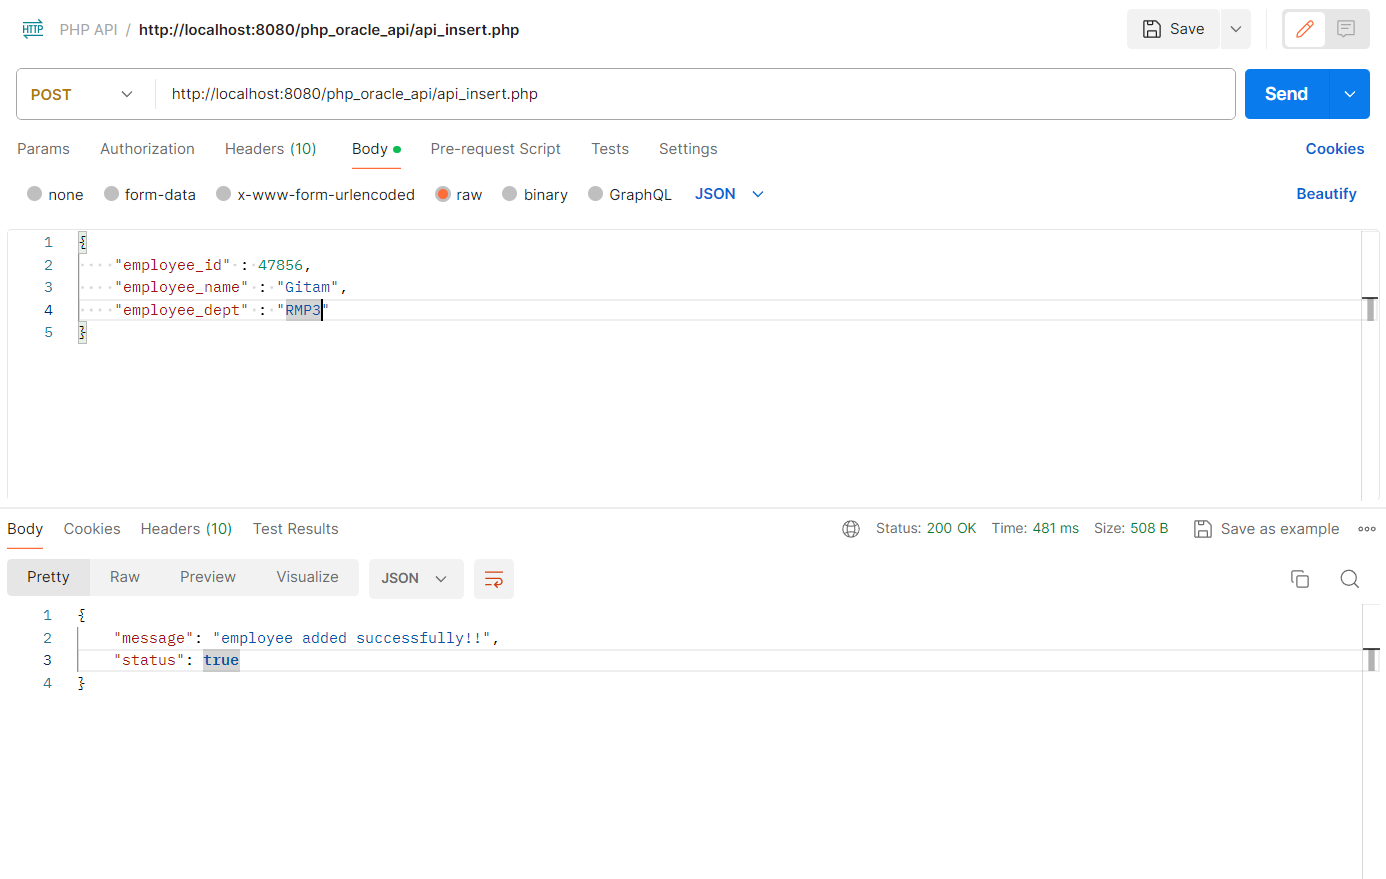 HTTP PHP API / http://localhost:8080/php_oracle_api/api_insert.php Save
POST http://localhost:8080/php_oracle_api/api_insert.php Send
Params Authorization Headers (10) Body Pre-request Script Tests Settings Cookies
none form-data x-www-form-urlencoded raw binary GraphQL JSON Beautify
1 {
2 ····"employee_id"·:·47856,
3 ····"employee_name"·:·"Gitam",
4 ····"employee_dept"·:·"RMP3"
5 }
Body Cookies Headers (10) Test Results Status: 200 OK Time: 481 ms Size: 508 B Save as example
Pretty Raw Preview Visualize JSON
1 {
2 "message": "employee added successfully!!",
3 "status": true
4 }